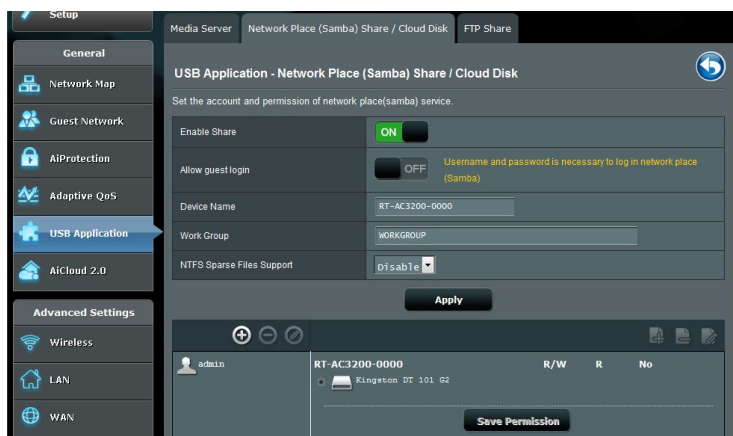 Setup
General
Network Map
Guest Network
AiProtection
Adaptive QoS
USB Application
AiCloud 2.0
Advanced Settings
Wireless
LAN
WAN
Media Server
Network Place (Samba) Share / Cloud Disk
FTP Share
USB Application - Network Place (Samba) Share / Cloud Disk
Set the account and permission of network place(samba) service.
Enable Share
ON
Allow guest login
OFF
Username and password is necessary to log in network place
(Samba)
Device Name
RT-AC3200-0000
Work Group
WORKGROUP
NTFS Sparse Files Support
Disable
Apply
admin
RT-AC3200-0000
R/W
R
No
Kingston DT 101 G2
Save Permission